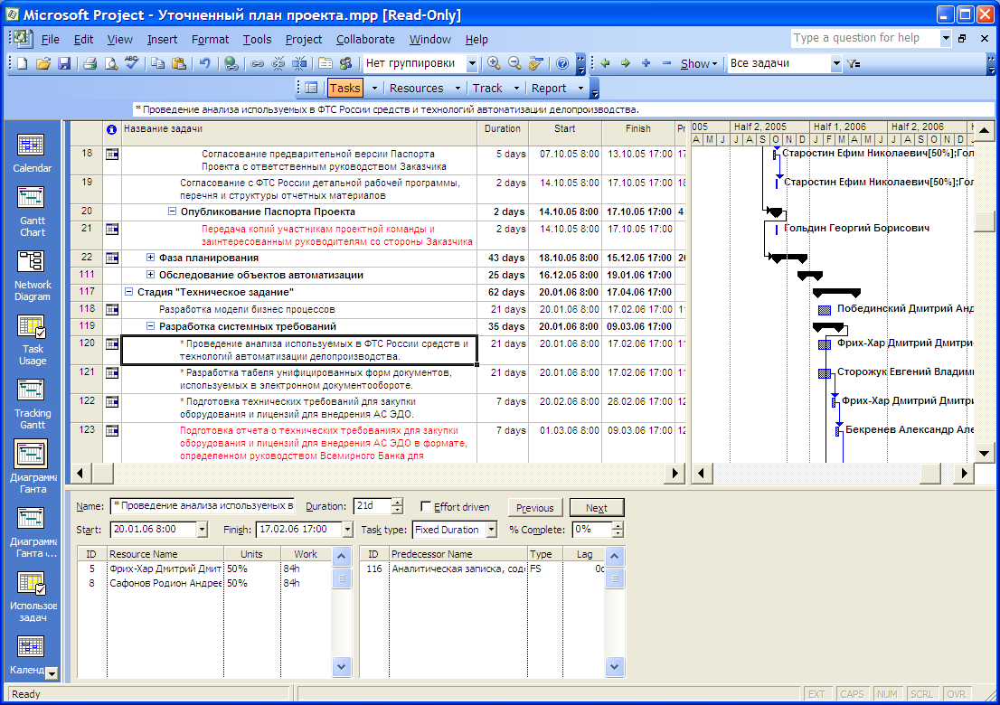 Microsoft Project - Уточненный план проекта.mpp [Read-Only]
File Edit View Insert Format Tools Project Collaborate Window Help
Type a question for help
Нет группировки
Show
Все задачи
Tasks Resources Track Report
* Проведение анализа используемых в ФТС России средств и технологий автоматизации делопроизводства.
Название задачи Duration Start Finish Pr
005 Half 2, 2005 Half 1, 2006 Half 2, 2006 H
A M J J A S O N D J F M A M J J A S O N D J
18 Согласование предварительной версии Паспорта 5 days 07.10.05 8:00 13.10.05 17:00 17
Проекта с ответственным руководством Заказчика
19 Согласование с ФТС России детальной рабочей программы, 2 days 14.10.05 8:00 17.10.05 17:00 18
перечня и структуры отчетных материалов
20 Опубликование Паспорта Проекта 2 days 14.10.05 8:00 17.10.05 17:00 4
21 Передача копий участникам проектной команды и 2 days 14.10.05 8:00 17.10.05 17:00
заинтересованным руководителям со стороны Заказчика
22 Фаза планирования 43 days 18.10.05 8:00 15.12.05 17:00 20
111 Обследование объектов автоматизации 25 days 16.12.05 8:00 19.01.06 17:00
117 Стадия "Техническое задание" 62 days 20.01.06 8:00 17.04.06 17:00
118 Разработка модели бизнес процессов 21 days 20.01.06 8:00 17.02.06 17:00 11
119 Разработка системных требований 35 days 20.01.06 8:00 09.03.06 17:00
120 * Проведение анализа используемых в ФТС России средств и 21 days 20.01.06 8:00 17.02.06 17:00 11
технологий автоматизации делопроизводства.
121 * Разработка табеля унифицированных форм документов, 21 days 20.01.06 8:00 17.02.06 17:00 11
используемых в электронном документообороте.
122 * Подготовка технических требований для закупки 7 days 20.02.06 8:00 28.02.06 17:00 12
оборудования и лицензий для внедрения АС ЭДО.
123 Подготовка отчета о технических требованиях для закупки 7 days 01.03.06 8:00 09.03.06 17:00 12
оборудования и лицензий для внедрения АС ЭДО в формате,
определенном руководством Всемирного Банка для
Старостин Ефим Николаевич[50%];Гол
Старостин Ефим Николаевич[50%];Гол
Гольдин Георгий Борисович
Побединский Дмитрий Анд
Фрих-Хар Дмитрий Дмитри
Сторожук Евгений Владим
Фрих-Хар Дмитрий Дмитри
Бекренев Александр Але
Calendar
Gantt
Chart
Network
Diagram
Task
Usage
Tracking
Gantt
Диаграмма
Ганта
Диаграмма
Ганта с...
Использов
задач
Календ
Name: * Проведение анализа используемых в Duration: 21d Effort driven Previous Next
Start: 20.01.06 8:00 Finish: 17.02.06 17:00 Task type: Fixed Duration % Complete: 0%
ID Resource Name Units Work
5 Фрих-Хар Дмитрий Дмит 50% 84h
8 Сафонов Родион Андрее 50% 84h
ID Predecessor Name Type Lag
116 Аналитическая записка, сод FS 0d
Ready
EXT CAPS NUM SCRL OVR